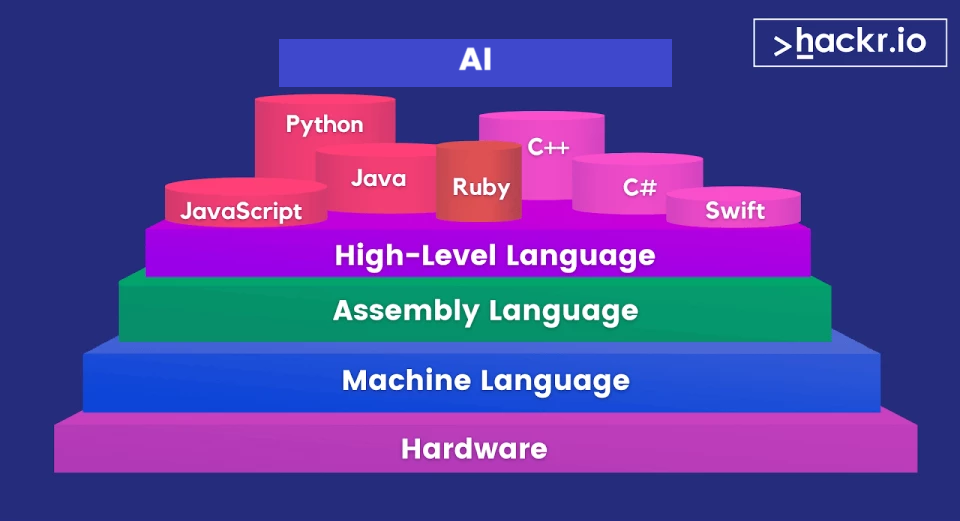 >hackr.io
AI
Python
C++
Java
Ruby
C#
JavaScript
Swift
High-Level Language
Assembly Language
Machine Language
Hardware